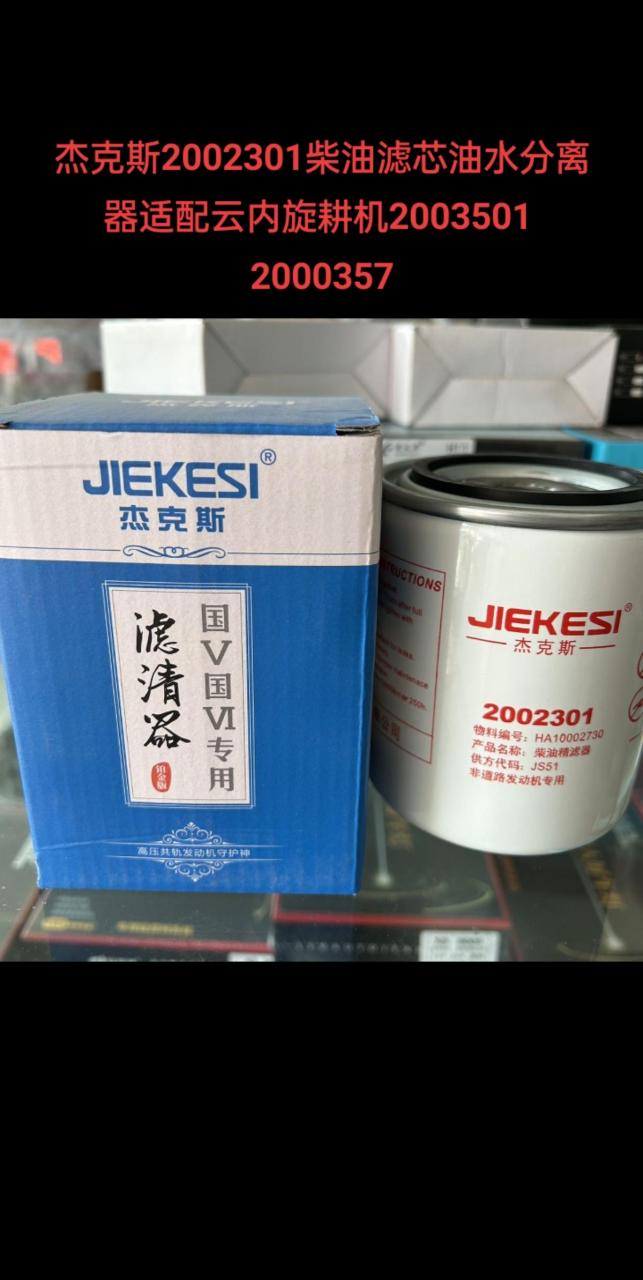 杰克斯2002301柴油滤芯油水分离
器适配云内旋耕机2003501
2000357
JIEKESI®
杰克斯
滤清器
铂金版
国Ⅴ国Ⅵ专用
高压共轨发动机守护神
JIEKESI®
杰克斯
2002301
物料编号：HA10002730
产品名称：柴油精滤器
供方代码：JS51
非道路发动机专用